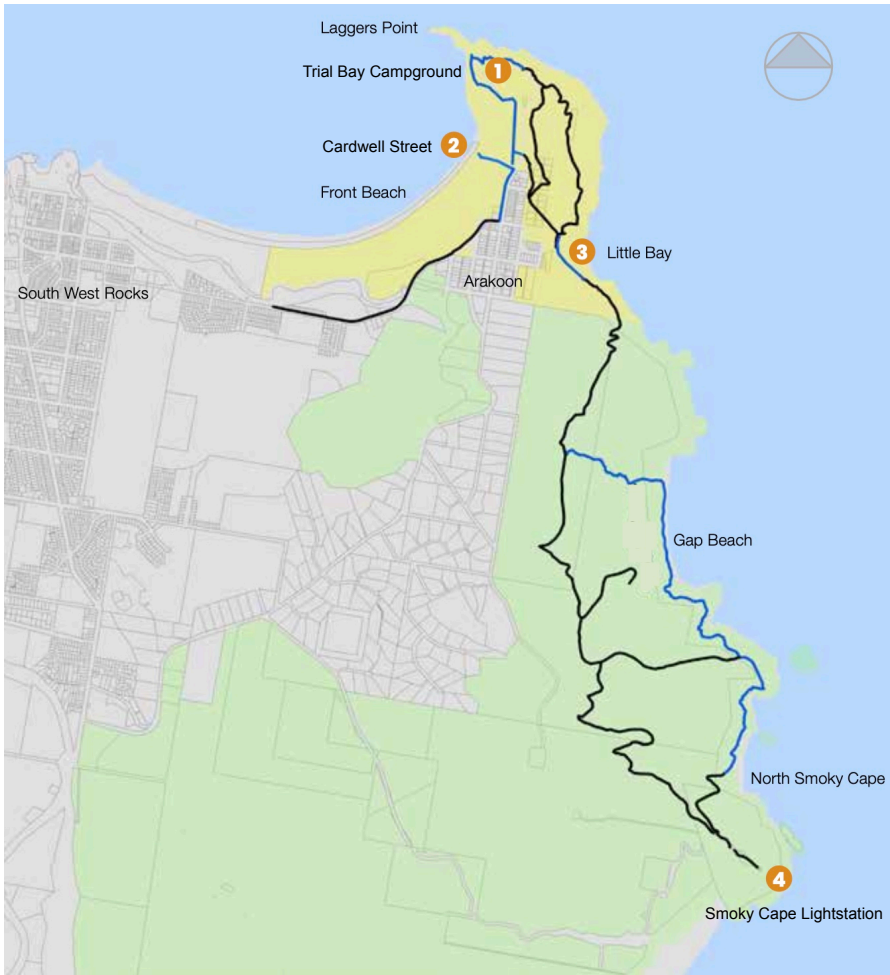 Laggers Point
Trial Bay Campground 1
Cardwell Street 2
Front Beach
3 Little Bay
South West Rocks
Arakoon
Gap Beach
North Smoky Cape
4
Smoky Cape Lightstation